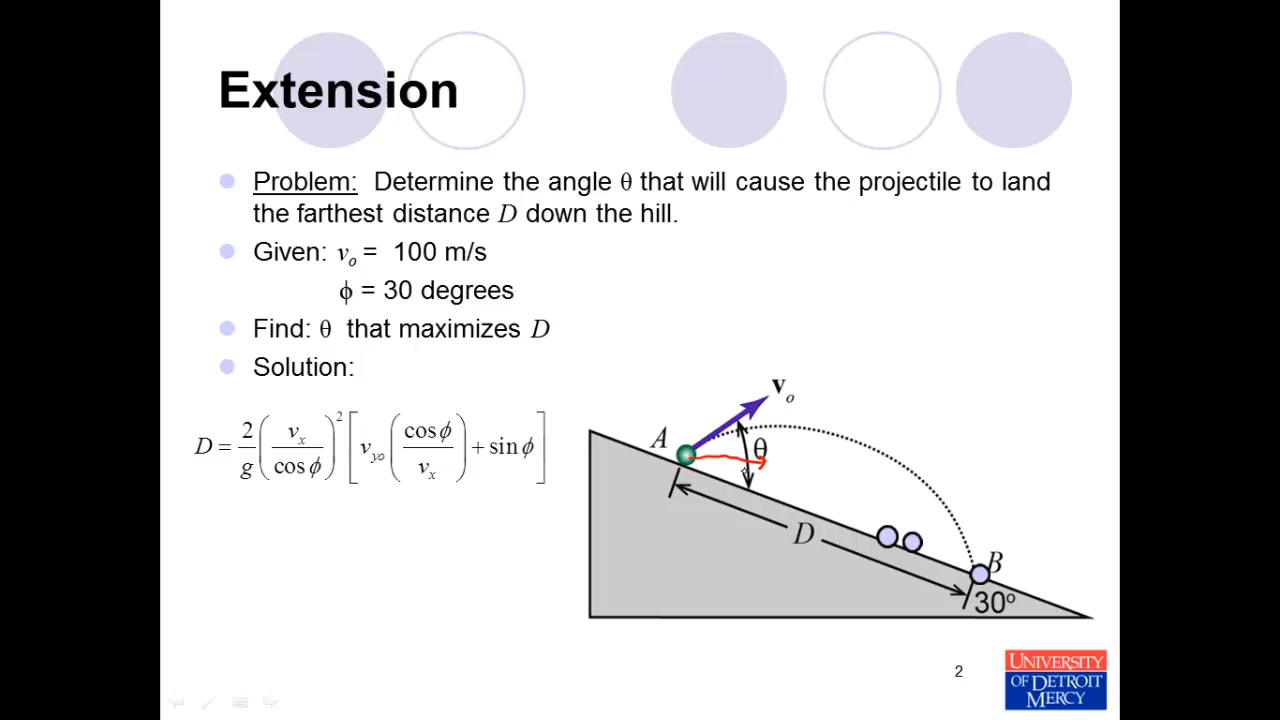 Extension
Problem: Determine the angle θ that will cause the projectile to land
the farthest distance D down the hill.
Given: vo = 100 m/s
ϕ = 30 degrees
Find: θ that maximizes D
Solution:
D = 2/g (vx/cosϕ)² [vyo (cosϕ/vx) + sinϕ]
vo
A
θ
D
B
30º
2
UNIVERSITY
OF DETROIT
MERCY